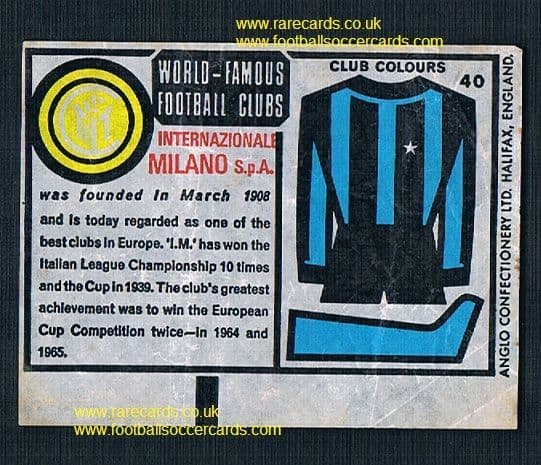 www.rarecards.co.uk
www.footballsoccercards.com
WORLD-FAMOUS
FOOTBALL CLUBS
INTERNAZIONALE
MILANO S.p.A.
was founded in March 1908
and is today regarded as one of the
best clubs in Europe. 'I.M.' has won the
Italian League Championship 10 times
and the Cup in 1939. The club's greatest
achievement was to win the European
Cup Competition twice—in 1964 and
1965.
CLUB COLOURS
40
ANGLO CONFECTIONERY LTD. HALIFAX, ENGLAND.
www.rarecards.co.uk
www.footballsoccercards.com